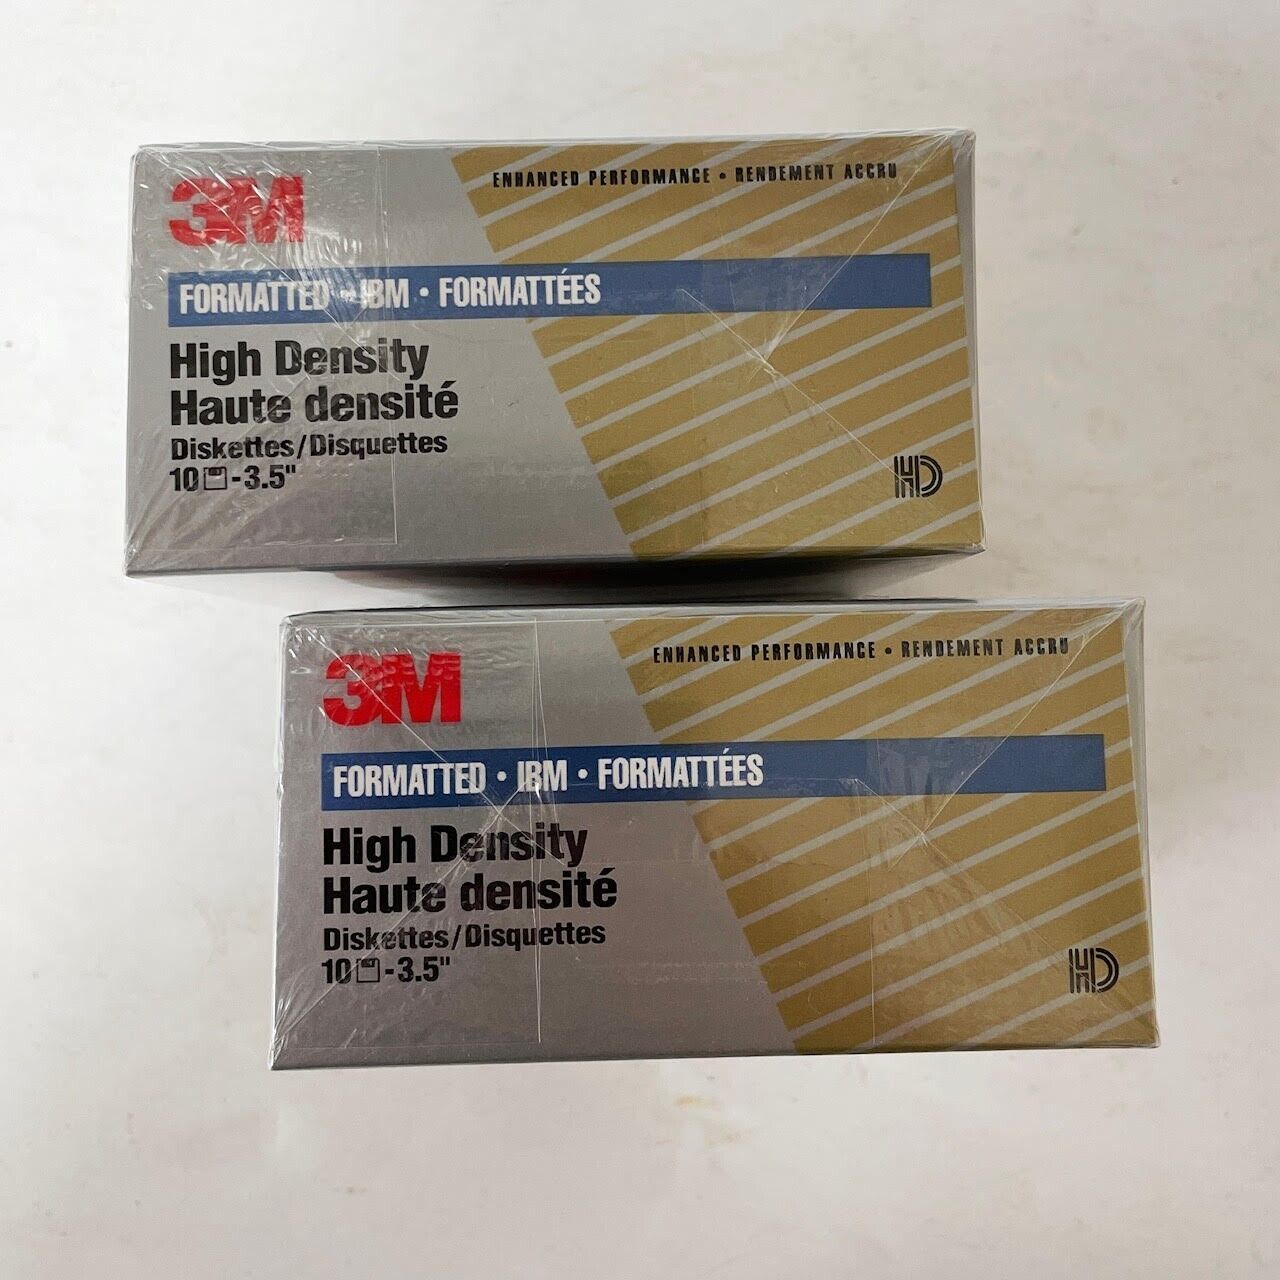 3M
ENHANCED PERFORMANCE • RENDEMENT ACCRU
FORMATTED • IBM • FORMATTÉES
High Density
Haute densité
Diskettes/Disquettes
10 - 3.5"
HD
3M
ENHANCED PERFORMANCE • RENDEMENT ACCRU
FORMATTED • IBM • FORMATTÉES
High Density
Haute densité
Diskettes/Disquettes
10 - 3.5"
HD